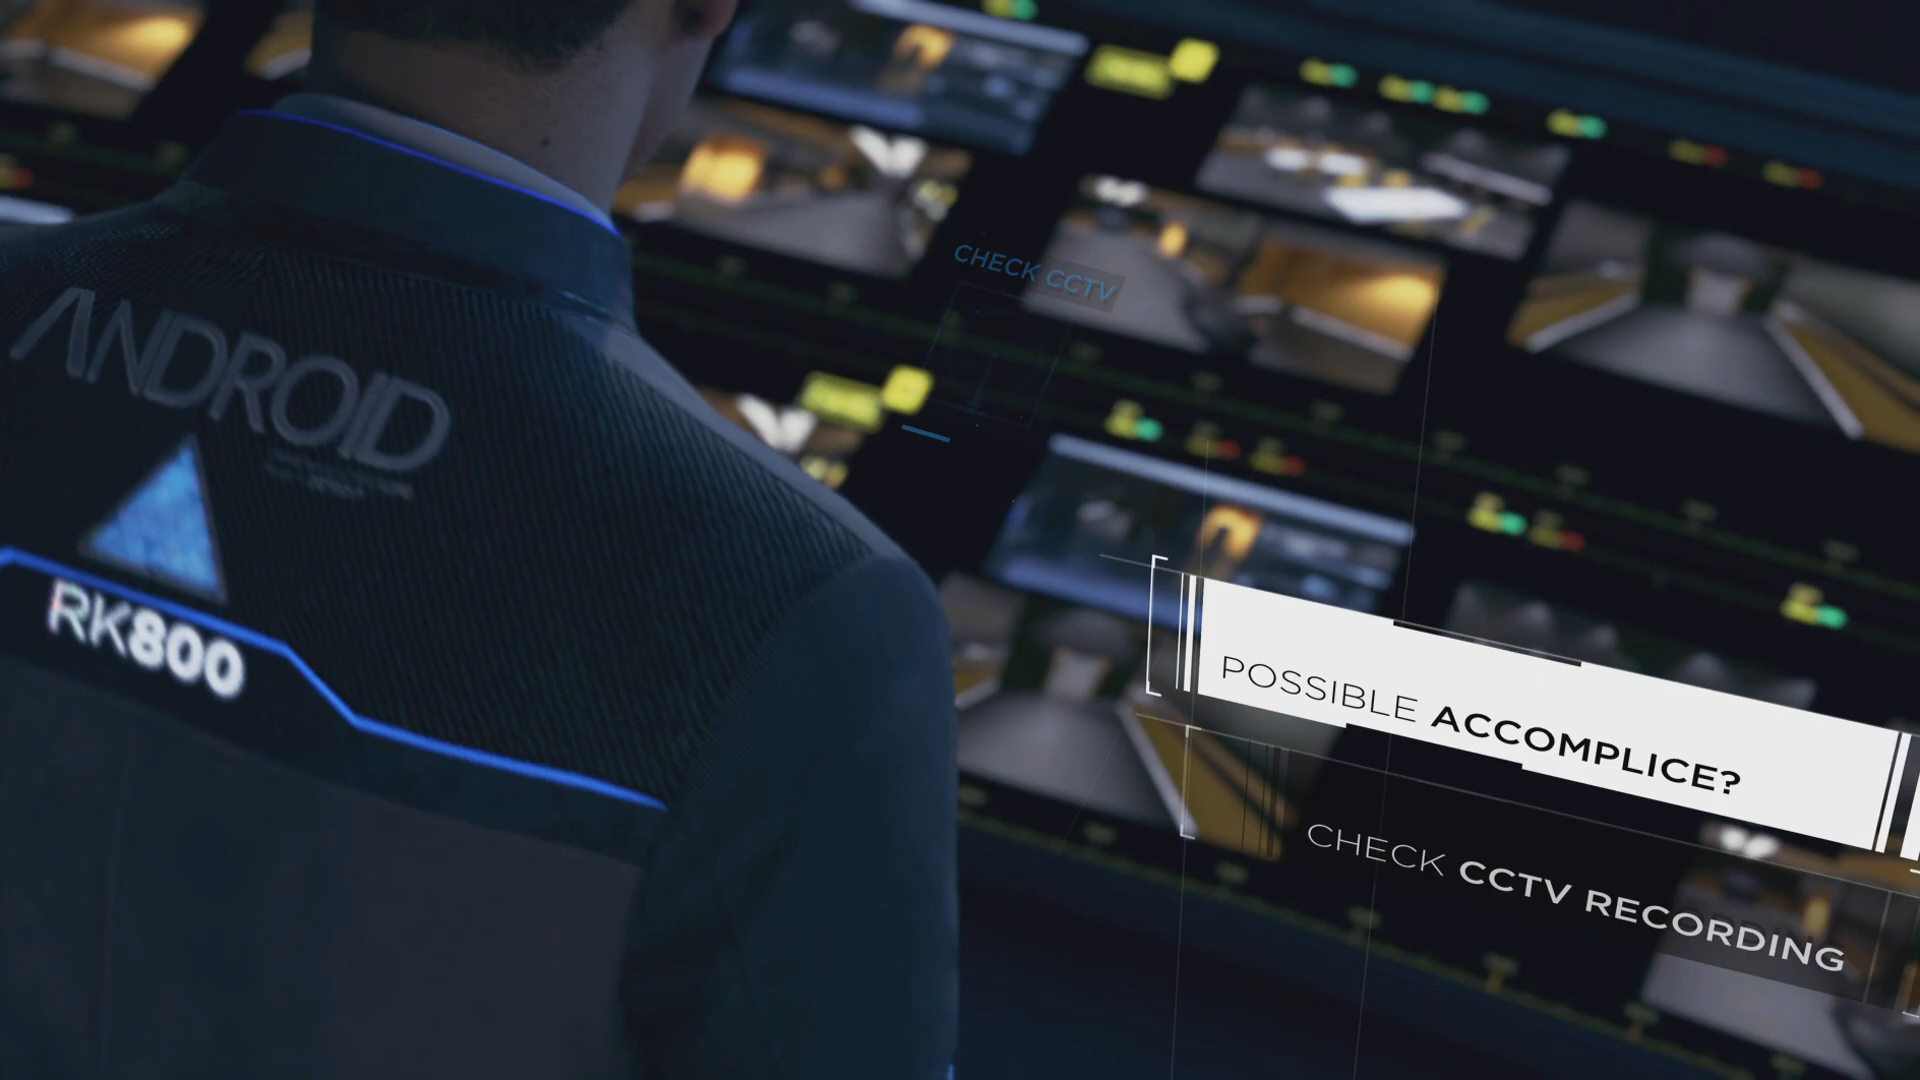 CHECK CCTV
ANDROID
RK800
POSSIBLE ACCOMPLICE?
CHECK CCTV RECORDING